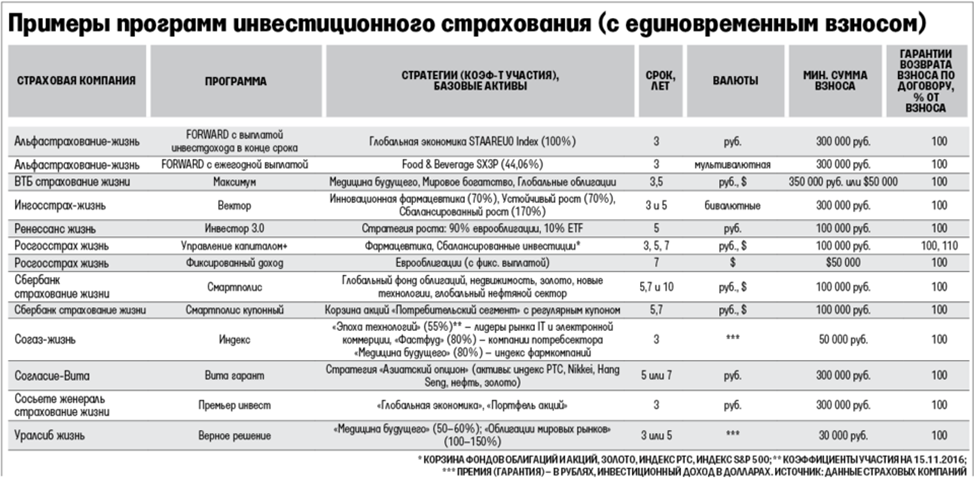 Примеры программ инвестиционного страхования (с единовременным взносом)
СТРАХОВАЯ КОМПАНИЯ ПРОГРАММА СТРАТЕГИИ (КОЭФ-Т УЧАСТИЯ), БАЗОВЫЕ АКТИВЫ СРОК, ЛЕТ ВАЛЮТЫ МИН. СУММА ВЗНОСА ГАРАНТИИ ВОЗВРАТА ВЗНОСА ПО ДОГОВОРУ, % ОТ ВЗНОСА
Альфастрахование-жизнь FORWARD с выплатой инвестдохода в конце срока Глобальная экономика STAAREUO Index (100%) 3 руб. 300 000 руб. 100
Альфастрахование-жизнь FORWARD с ежегодной выплатой Food & Beverage SX3P (44,06%) 3 мультивалютная 300 000 руб. 100
ВТБ страхование жизни Максимум Медицина будущего, Мировое богатство, Глобальные облигации 3,5 руб., $ 350 000 руб. или $50 000 100
Ингосстрах-жизнь Вектор Инновационная фармацевтика (70%), Устойчивый рост (70%), Сбалансированный рост (170%) 3 и 5 бивалютные 300 000 руб. 100
Ренессанс жизнь Инвестор 3.0 Стратегия роста: 90% еврооблигации, 10% ETF 5 руб. 100 000 руб. 100
Росгосстрах жизнь Управление капиталом+ Фармацевтика, Сбалансированные инвестиции* 3, 5, 7 руб., $ 100 000 руб. 100, 110
Росгосстрах жизнь Фиксированный доход Еврооблигации (с фикс. выплатой) 7 $ $50 000 100
Сбербанк страхование жизни Смартполис Глобальный фонд облигаций, недвижимость, золото, новые технологии, глобальный нефтяной сектор 5,7 и 10 руб., $ 100 000 руб. 100
Сбербанк страхование жизни Смартполис купонный Корзина акций «Потребительский сегмент» с регулярным купоном 5,7 руб., $ 100 000 руб. 100
Согаз-жизнь Индекс «Эпоха технологий» (55%)** – лидеры рынка IT и электронной коммерции, «Фастфуд» (80%) – компании потребсектора «Медицина будущего» (80%) – индекс фармкомпаний 3 *** 50 000 руб. 100
Согласие-Вита Вита гарант Стратегия «Азиатский опцион» (активы: индекс РТС, Nikkei, Hang Seng, нефть, золото) 5 или 7 руб. 300 000 руб. 100
Сосьете женераль страхование жизни Премьер инвест «Глобальная экономика», «Портфель акций» 3 руб. 300 000 руб. 100
Уралсиб жизнь Верное решение «Медицина будущего» (50–60%); «Облигации мировых рынков» (100–150%) 3 или 5 *** 30 000 руб. 100
* КОРЗИНА ФОНДОВ ОБЛИГАЦИЙ И АКЦИЙ, ЗОЛОТО, ИНДЕКС РТС, ИНДЕКС S&P 500; ** КОЭФФИЦИЕНТЫ УЧАСТИЯ НА 15.11.2016;
*** ПРЕМИЯ (ГАРАНТИЯ) – В РУБЛЯХ, ИНВЕСТИЦИОННЫЙ ДОХОД В ДОЛЛАРАХ. ИСТОЧНИК: ДАННЫЕ СТРАХОВЫХ КОМПАНИЙ